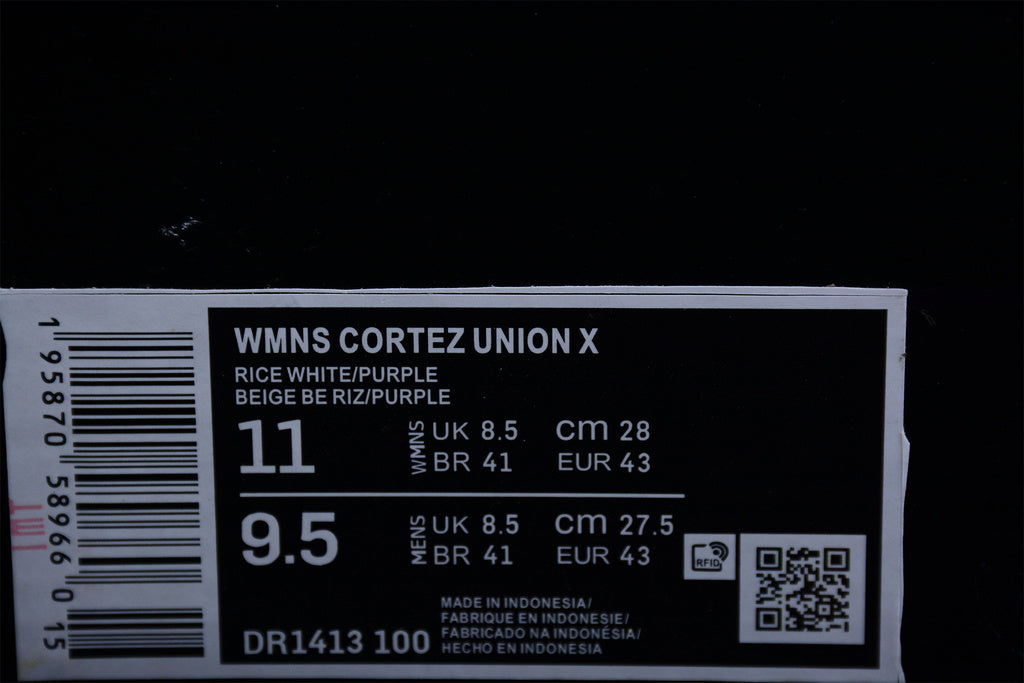 1 95870 58966 0 15
1MT
WMNS CORTEZ UNION X
RICE WHITE/PURPLE
BEIGE BE RIZ/PURPLE
11 WMNS UK 8.5 CM 28
BR 41 EUR 43
9.5 MENS UK 8.5 CM 27.5
BR 41 EUR 43
RFID
MADE IN INDONESIA/
FABRIQUE EN INDONESIE/
FABRICADO NA INDONÉSIA/
HECHO EN INDONESIA
DR1413 100